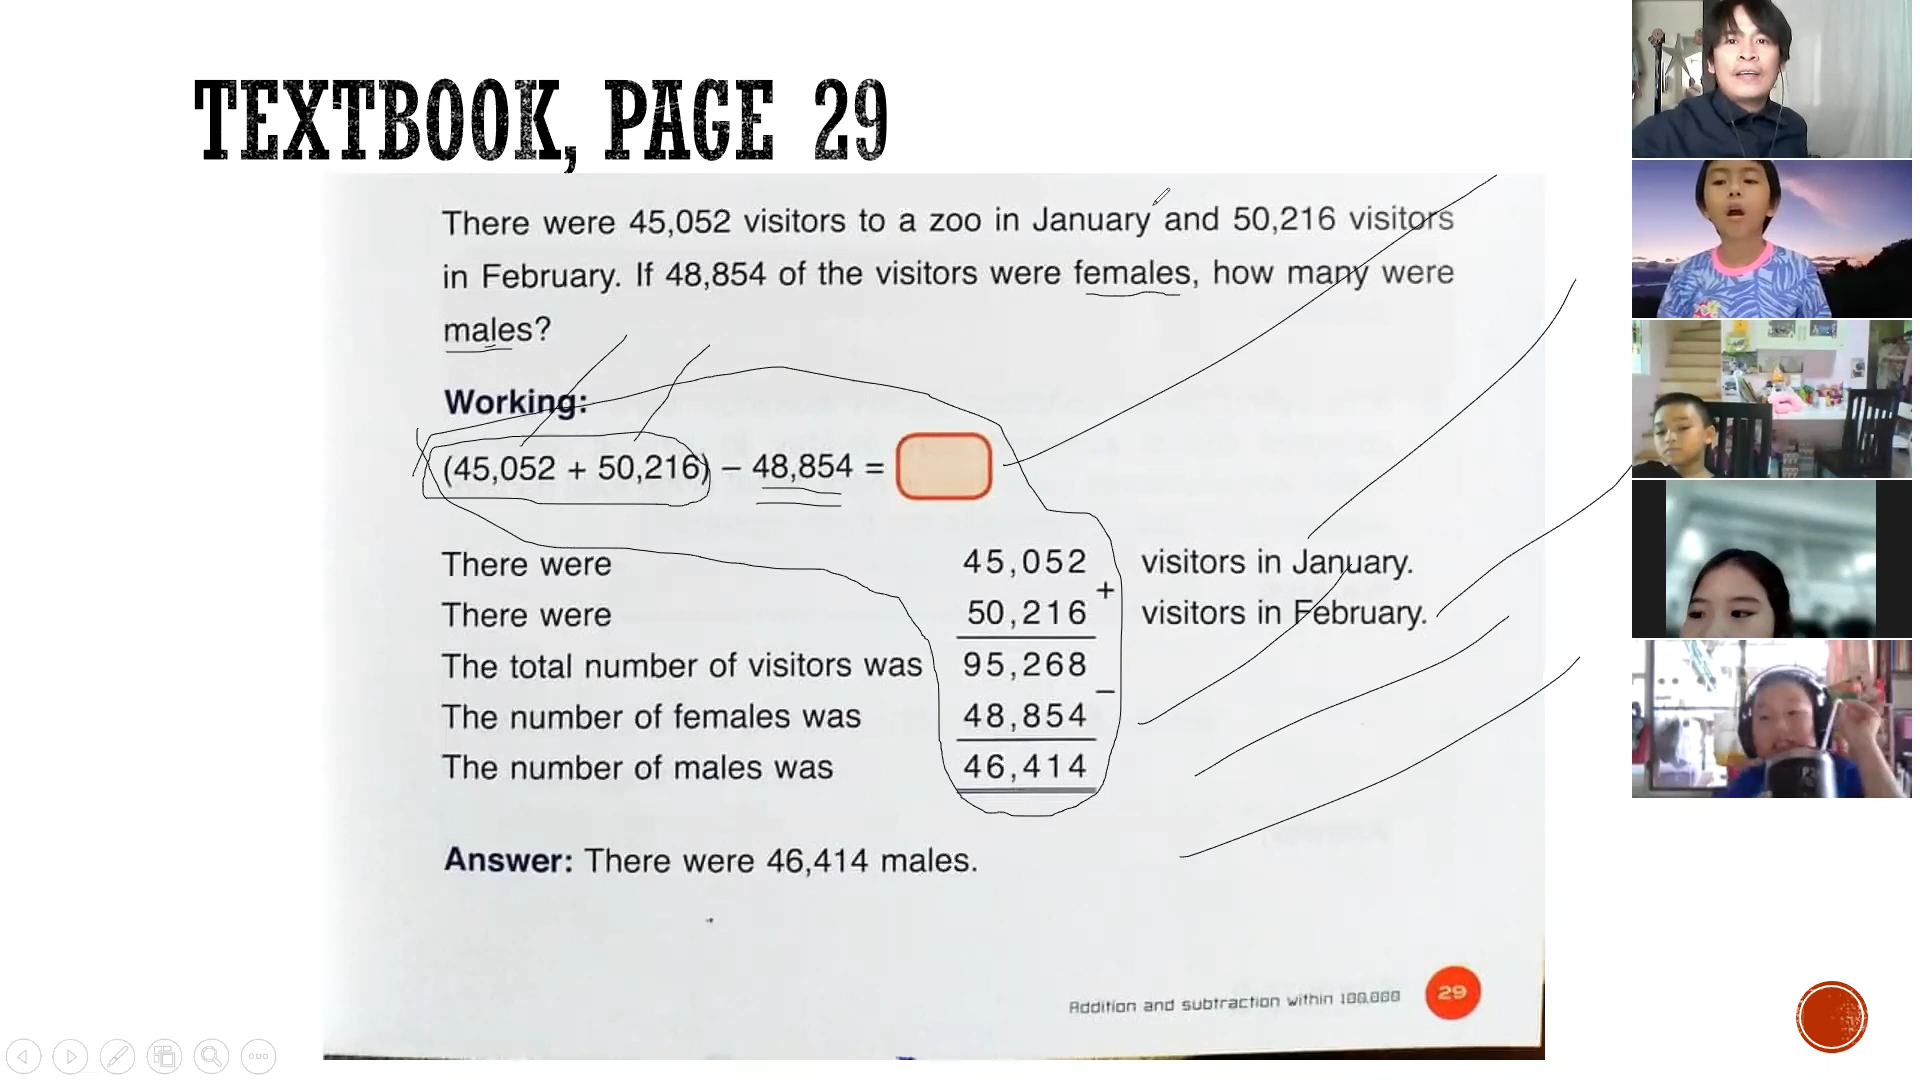 TEXTBOOK, PAGE 29
There were 45,052 visitors to a zoo in January and 50,216 visitors
in February. If 48,854 of the visitors were females, how many were
males?
Working:
(45,052 + 50,216) – 48,854 =
There were 45,052 visitors in January.
+
There were 50,216 visitors in February.
The total number of visitors was 95,268
–
The number of females was 48,854
The number of males was 46,414
Answer: There were 46,414 males.
Addition and subtraction within 100,000 29